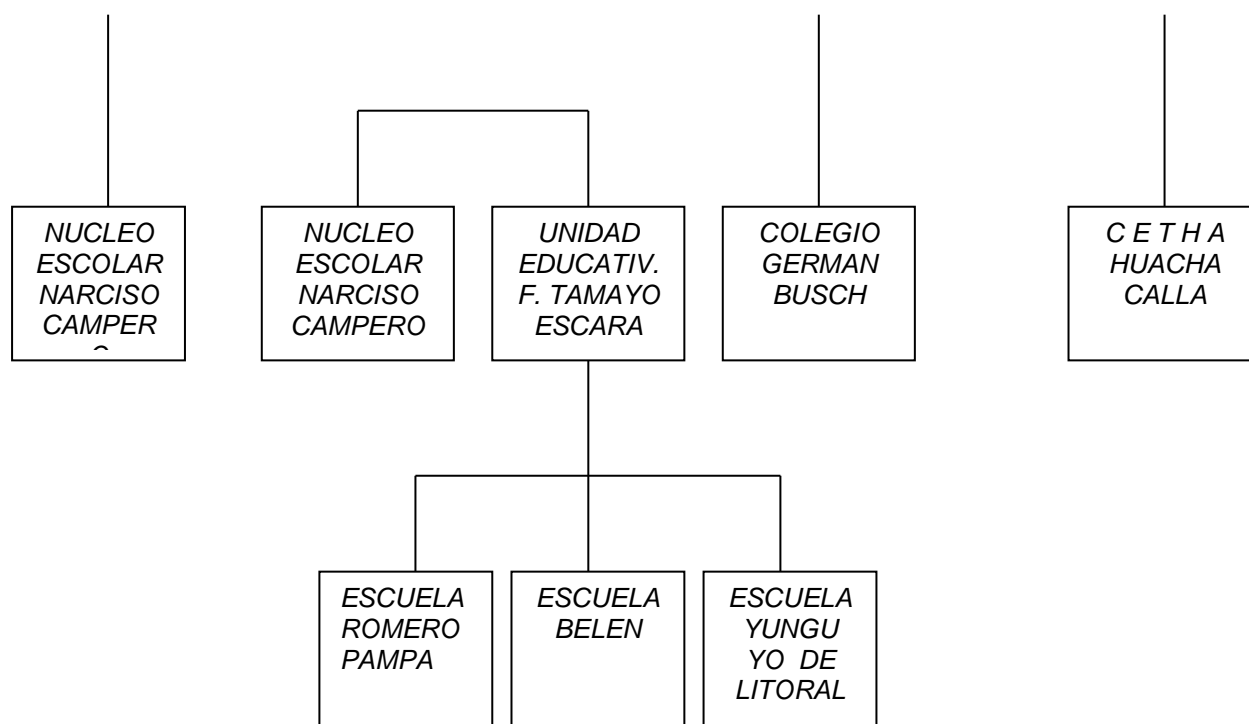 NUCLEO
ESCOLAR
NARCISO
CAMPER
NUCLEO
ESCOLAR
NARCISO
CAMPERO
UNIDAD
EDUCATIV.
F. TAMAYO
ESCARA
COLEGIO
GERMAN
BUSCH
C E T H A
HUACHA
CALLA
ESCUELA
ROMERO
PAMPA
ESCUELA
BELEN
ESCUELA
YUNGU
YO DE
LITORAL